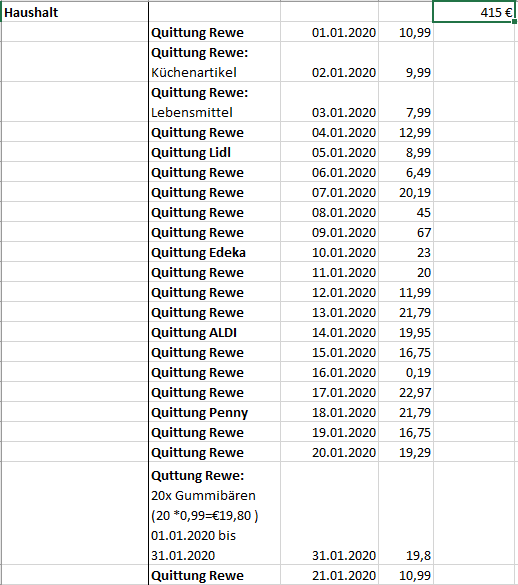 Haushalt 415 €
Quittung Rewe 01.01.2020 10,99
Quittung Rewe:
Küchenartikel 02.01.2020 9,99
Quittung Rewe:
Lebensmittel 03.01.2020 7,99
Quittung Rewe 04.01.2020 12,99
Quittung Lidl 05.01.2020 8,99
Quittung Rewe 06.01.2020 6,49
Quittung Rewe 07.01.2020 20,19
Quittung Rewe 08.01.2020 45
Quittung Rewe 09.01.2020 67
Quittung Edeka 10.01.2020 23
Quittung Rewe 11.01.2020 20
Quittung Rewe 12.01.2020 11,99
Quittung Rewe 13.01.2020 21,79
Quittung ALDI 14.01.2020 19,95
Quittung Rewe 15.01.2020 16,75
Quittung Rewe 16.01.2020 0,19
Quittung Rewe 17.01.2020 22,97
Quittung Penny 18.01.2020 21,79
Quittung Rewe 19.01.2020 16,75
Quittung Rewe 20.01.2020 19,29
Quttung Rewe:
20x Gummibären
(20 *0,99=€19,80 )
01.01.2020 bis
31.01.2020 31.01.2020 19,8
Quittung Rewe 21.01.2020 10,99